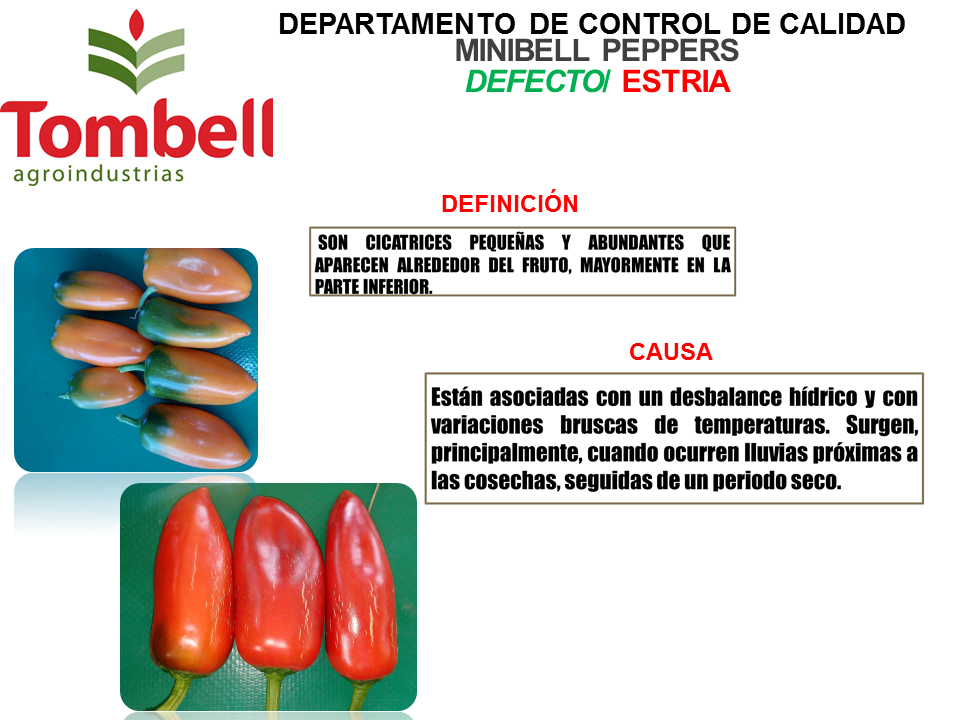 DEPARTAMENTO DE CONTROL DE CALIDAD
MINIBELL PEPPERS
DEFECTO/ ESTRIA
Tombell
agroindustrias
DEFINICIÓN
SON CICATRICES PEQUEÑAS Y ABUNDANTES QUE
APARECEN ALREDEDOR DEL FRUTO, MAYORMENTE EN LA
PARTE INFERIOR.
CAUSA
Están asociadas con un desbalance hídrico y con
variaciones bruscas de temperaturas. Surgen,
principalmente, cuando ocurren lluvias próximas a
las cosechas, seguidas de un periodo seco.